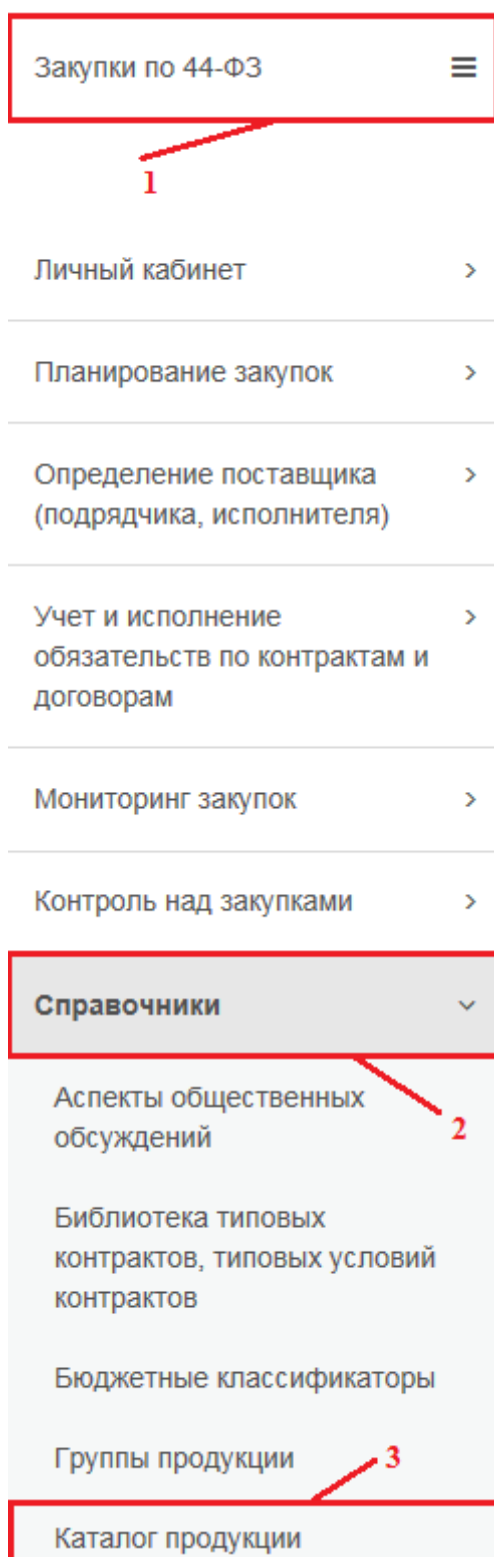 Закупки по 44-ФЗ
1
Личный кабинет
Планирование закупок
Определение поставщика
(подрядчика, исполнителя)
Учет и исполнение
обязательств по контрактам и
договорам
Мониторинг закупок
Контроль над закупками
Справочники
2
Аспекты общественных
обсуждений
Библиотека типовых
контрактов, типовых условий
контрактов
Бюджетные классификаторы
Группы продукции
3
Каталог продукции